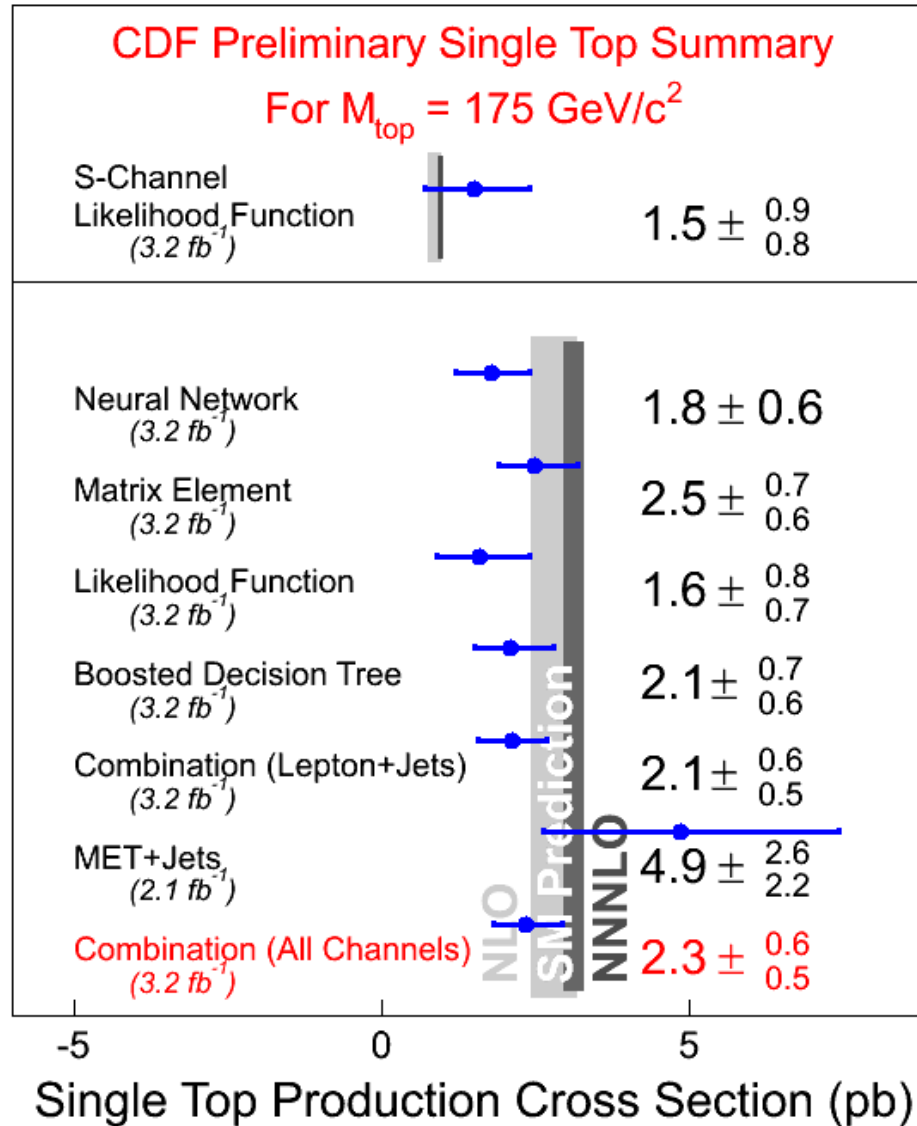 CDF Preliminary Single Top Summary
For M_top = 175 GeV/c²
S-Channel
Likelihood Function
(3.2 fb⁻¹)
1.5 ± 0.9 0.8
Neural Network
(3.2 fb⁻¹)
1.8 ± 0.6
Matrix Element
(3.2 fb⁻¹)
2.5 ± 0.7 0.6
Likelihood Function
(3.2 fb⁻¹)
1.6 ± 0.8 0.7
Boosted Decision Tree
(3.2 fb⁻¹)
2.1 ± 0.7 0.6
Combination (Lepton+Jets)
(3.2 fb⁻¹)
2.1 ± 0.6 0.5
MET+Jets
(2.1 fb⁻¹)
4.9 ± 2.6 2.2
Combination (All Channels)
(3.2 fb⁻¹)
2.3 ± 0.6 0.5
NLO
SM Prediction
NNNLO
-5 0 5
Single Top Production Cross Section (pb)